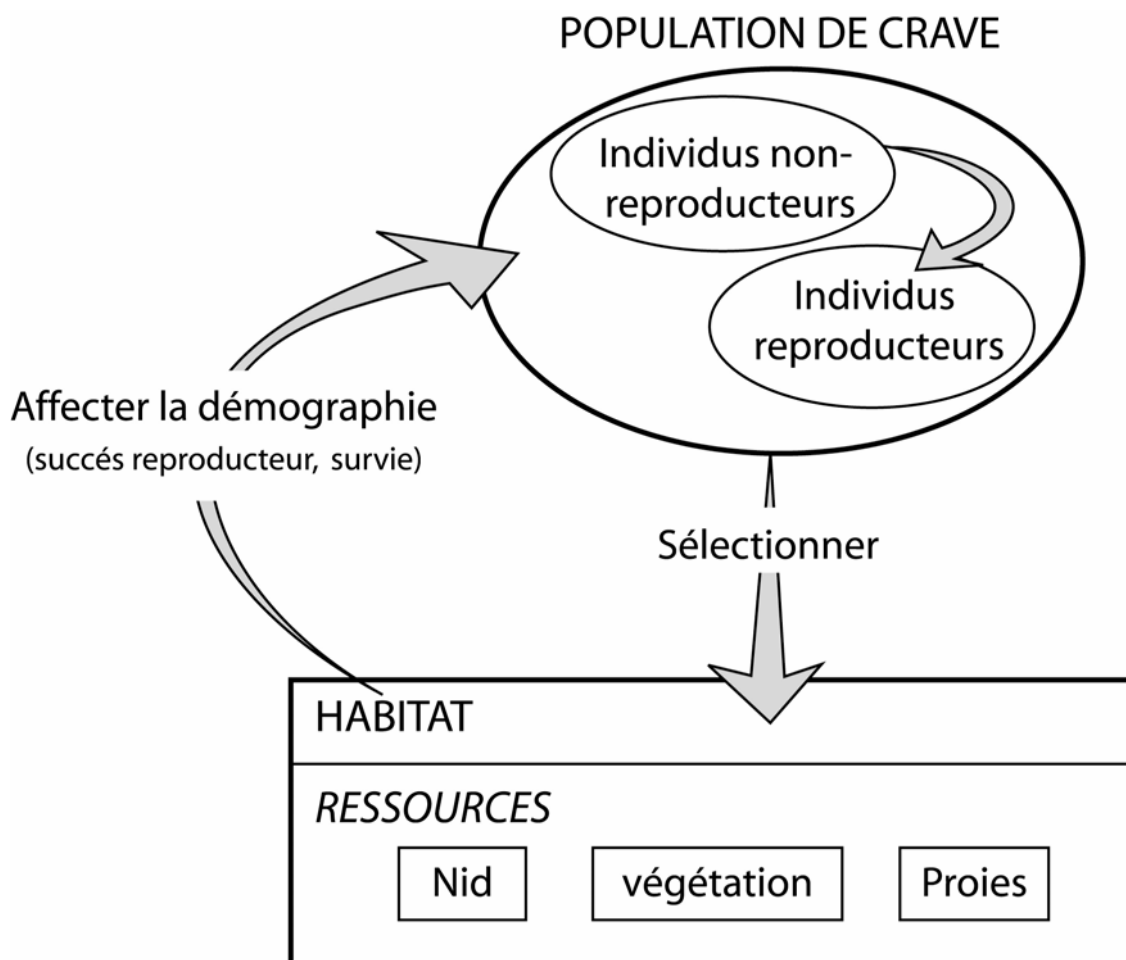 POPULATION DE CRAVE
Individus non-
reproducteurs
Individus
reproducteurs
Affecter la démographie
(succés reproducteur, survie)
Sélectionner
HABITAT
RESSOURCES
Nid
végétation
Proies